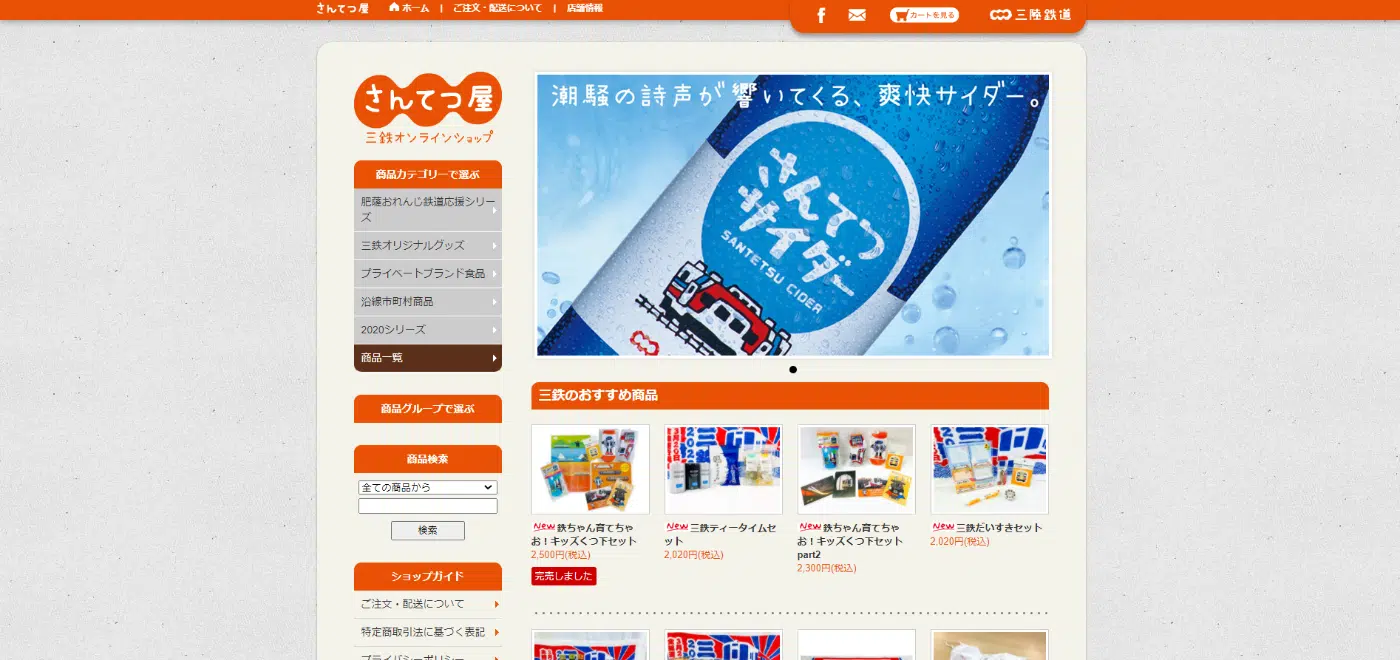 さんてつ屋
ホーム | ご注文・配送について | 店舗情報
カートを見る
三陸鉄道
さんてつ屋
三鉄オンラインショップ
商品カテゴリーで選ぶ
肥薩おれんじ鉄道応援シリー
ズ
三鉄オリジナルグッズ
プライベートブランド食品
沿線市町村商品
2020シリーズ
商品一覧
商品グループで選ぶ
商品検索
全ての商品から
検索
ショップガイド
ご注文・配送について
特定商取引法に基づく表記
プライバシーポリシー
潮騒の詩声が響いてくる、爽快サイダー。
さんてつ
サイダー
SANTETSU CIDER
三鉄のおすすめ商品
New 鉄ちゃん育てちゃ
お！キッズくつ下セット
2,500円(税込)
完売しました
New 三鉄ティータイムセ
ット
2,020円(税込)
New 鉄ちゃん育てちゃ
お！キッズくつ下セット
part2
2,300円(税込)
New 三鉄だいすきセット
2,020円(税込)